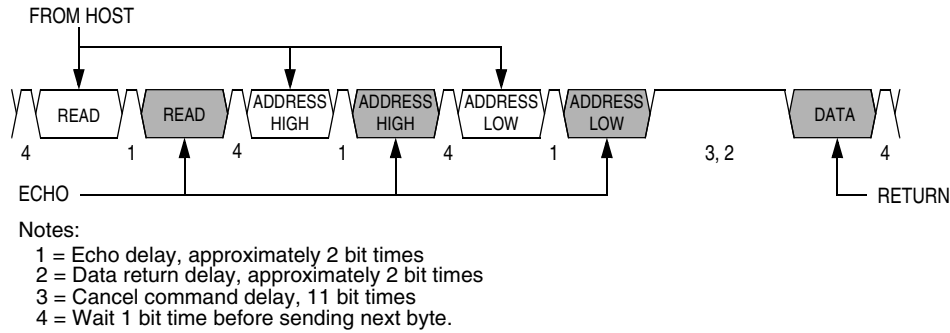 FROM HOST
READ READ ADDRESS HIGH ADDRESS HIGH ADDRESS LOW ADDRESS LOW DATA
4 1 4 1 4 1 3, 2 4
ECHO RETURN
Notes:
1 = Echo delay, approximately 2 bit times
2 = Data return delay, approximately 2 bit times
3 = Cancel command delay, 11 bit times
4 = Wait 1 bit time before sending next byte.